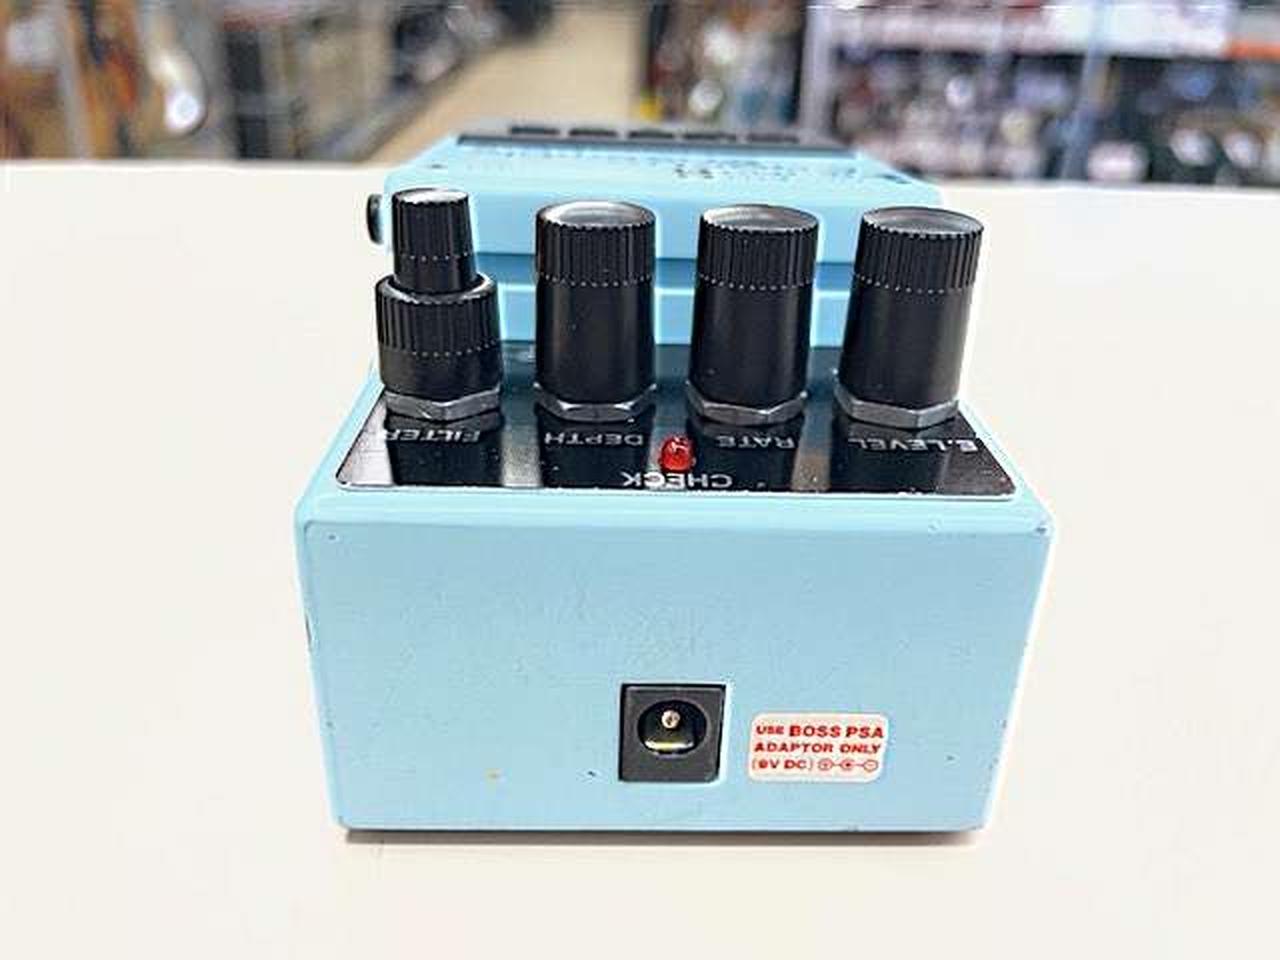 FILTER DEPTH RATE E.LEVEL
CHECK
USE BOSS PSA
ADAPTOR ONLY
(9V DC)